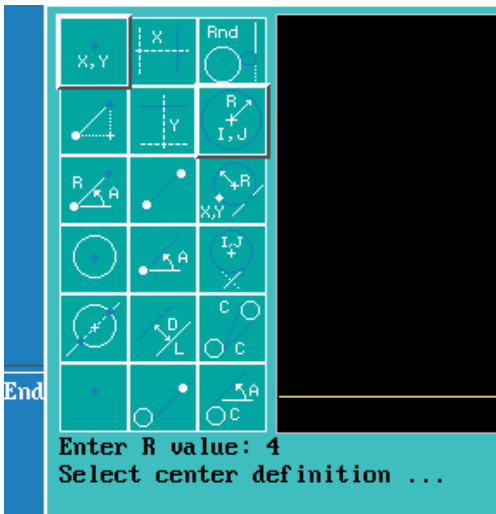 X
Rnd
X,Y
R
Y
I,J
R
A
R
X,Y
A
I,J
D
L
C
C
End
A
C
Enter R value: 4
Select center definition ...